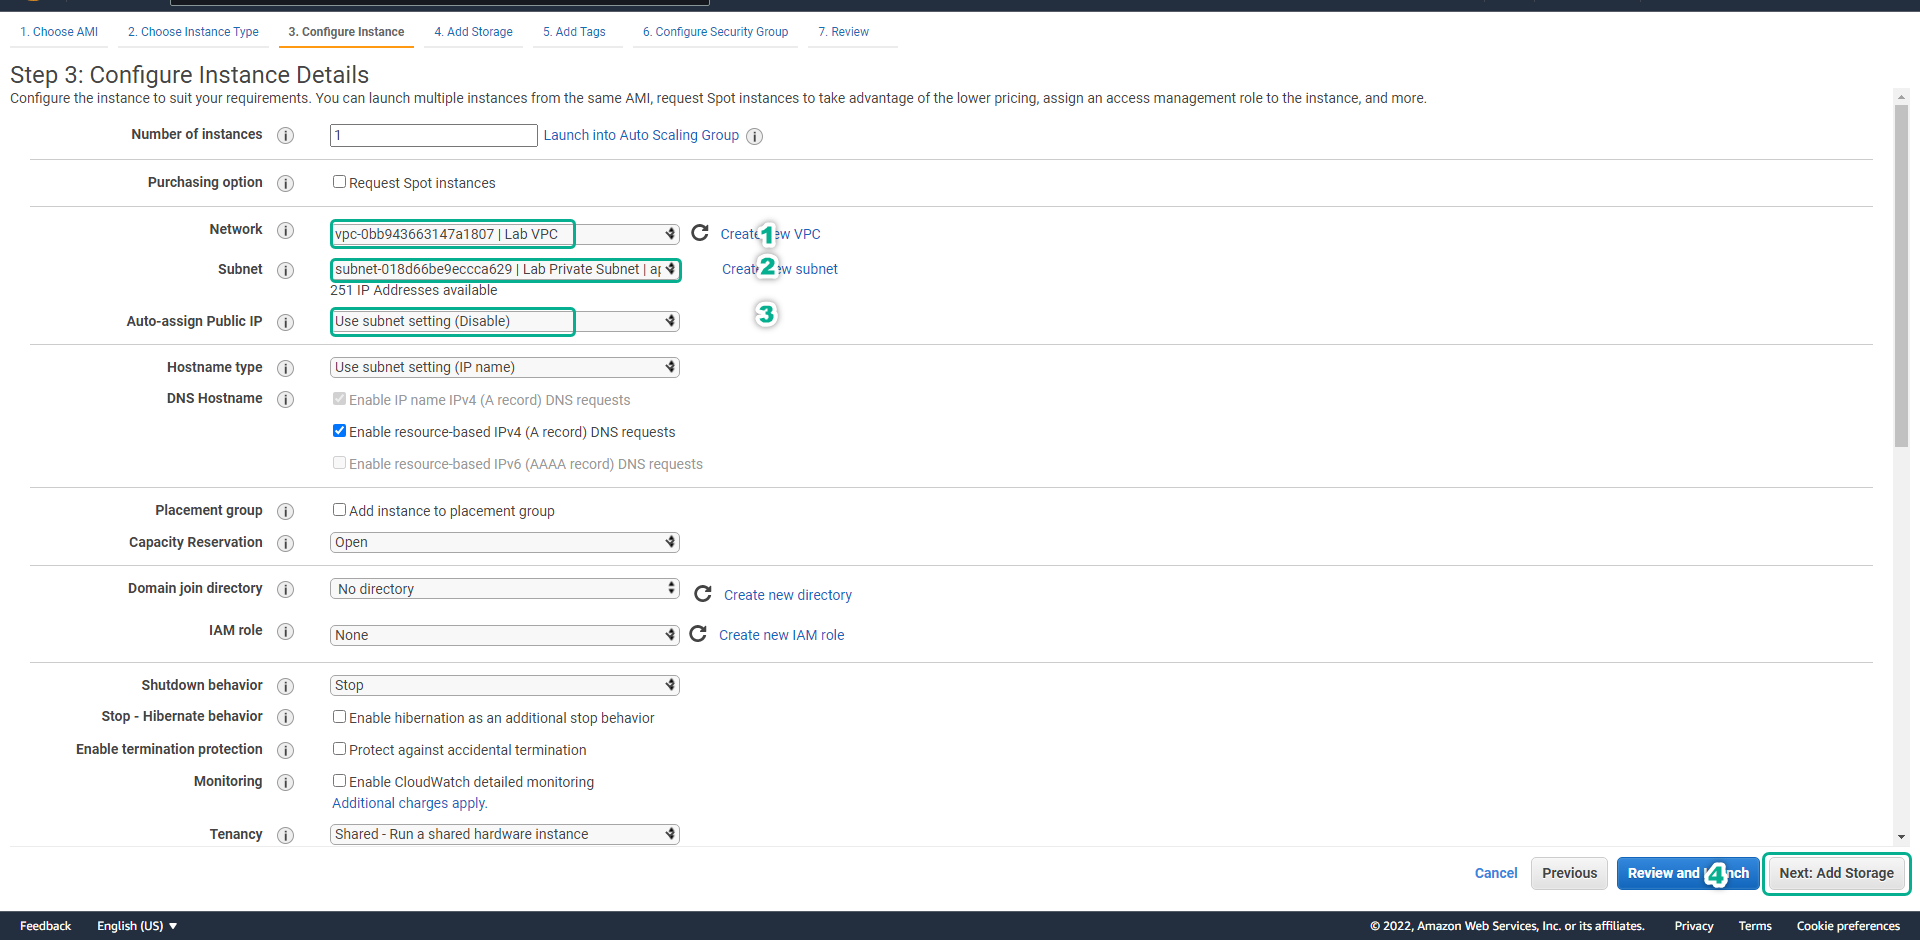 1. Choose AMI 2. Choose Instance Type 3. Configure Instance 4. Add Storage 5. Add Tags 6. Configure Security Group 7. Review
Step 3: Configure Instance Details
Configure the instance to suit your requirements. You can launch multiple instances from the same AMI, request Spot instances to take advantage of the lower pricing, assign an access management role to the instance, and more.
Number of instances 1 Launch into Auto Scaling Group
Purchasing option Request Spot instances
Network vpc-0bb943663147a1807 | Lab VPC Create new VPC 1
Subnet subnet-018d66be9eccca629 | Lab Private Subnet | ap Create new subnet 2
251 IP Addresses available
Auto-assign Public IP Use subnet setting (Disable) 3
Hostname type Use subnet setting (IP name)
DNS Hostname Enable IP name IPv4 (A record) DNS requests
Enable resource-based IPv4 (A record) DNS requests
Enable resource-based IPv6 (AAAA record) DNS requests
Placement group Add instance to placement group
Capacity Reservation Open
Domain join directory No directory Create new directory
IAM role None Create new IAM role
Shutdown behavior Stop
Stop - Hibernate behavior Enable hibernation as an additional stop behavior
Enable termination protection Protect against accidental termination
Monitoring Enable CloudWatch detailed monitoring
Additional charges apply.
Tenancy Shared - Run a shared hardware instance
Cancel Previous Review and Launch 4 Next: Add Storage
Feedback English (US) © 2022, Amazon Web Services, Inc. or its affiliates. Privacy Terms Cookie preferences